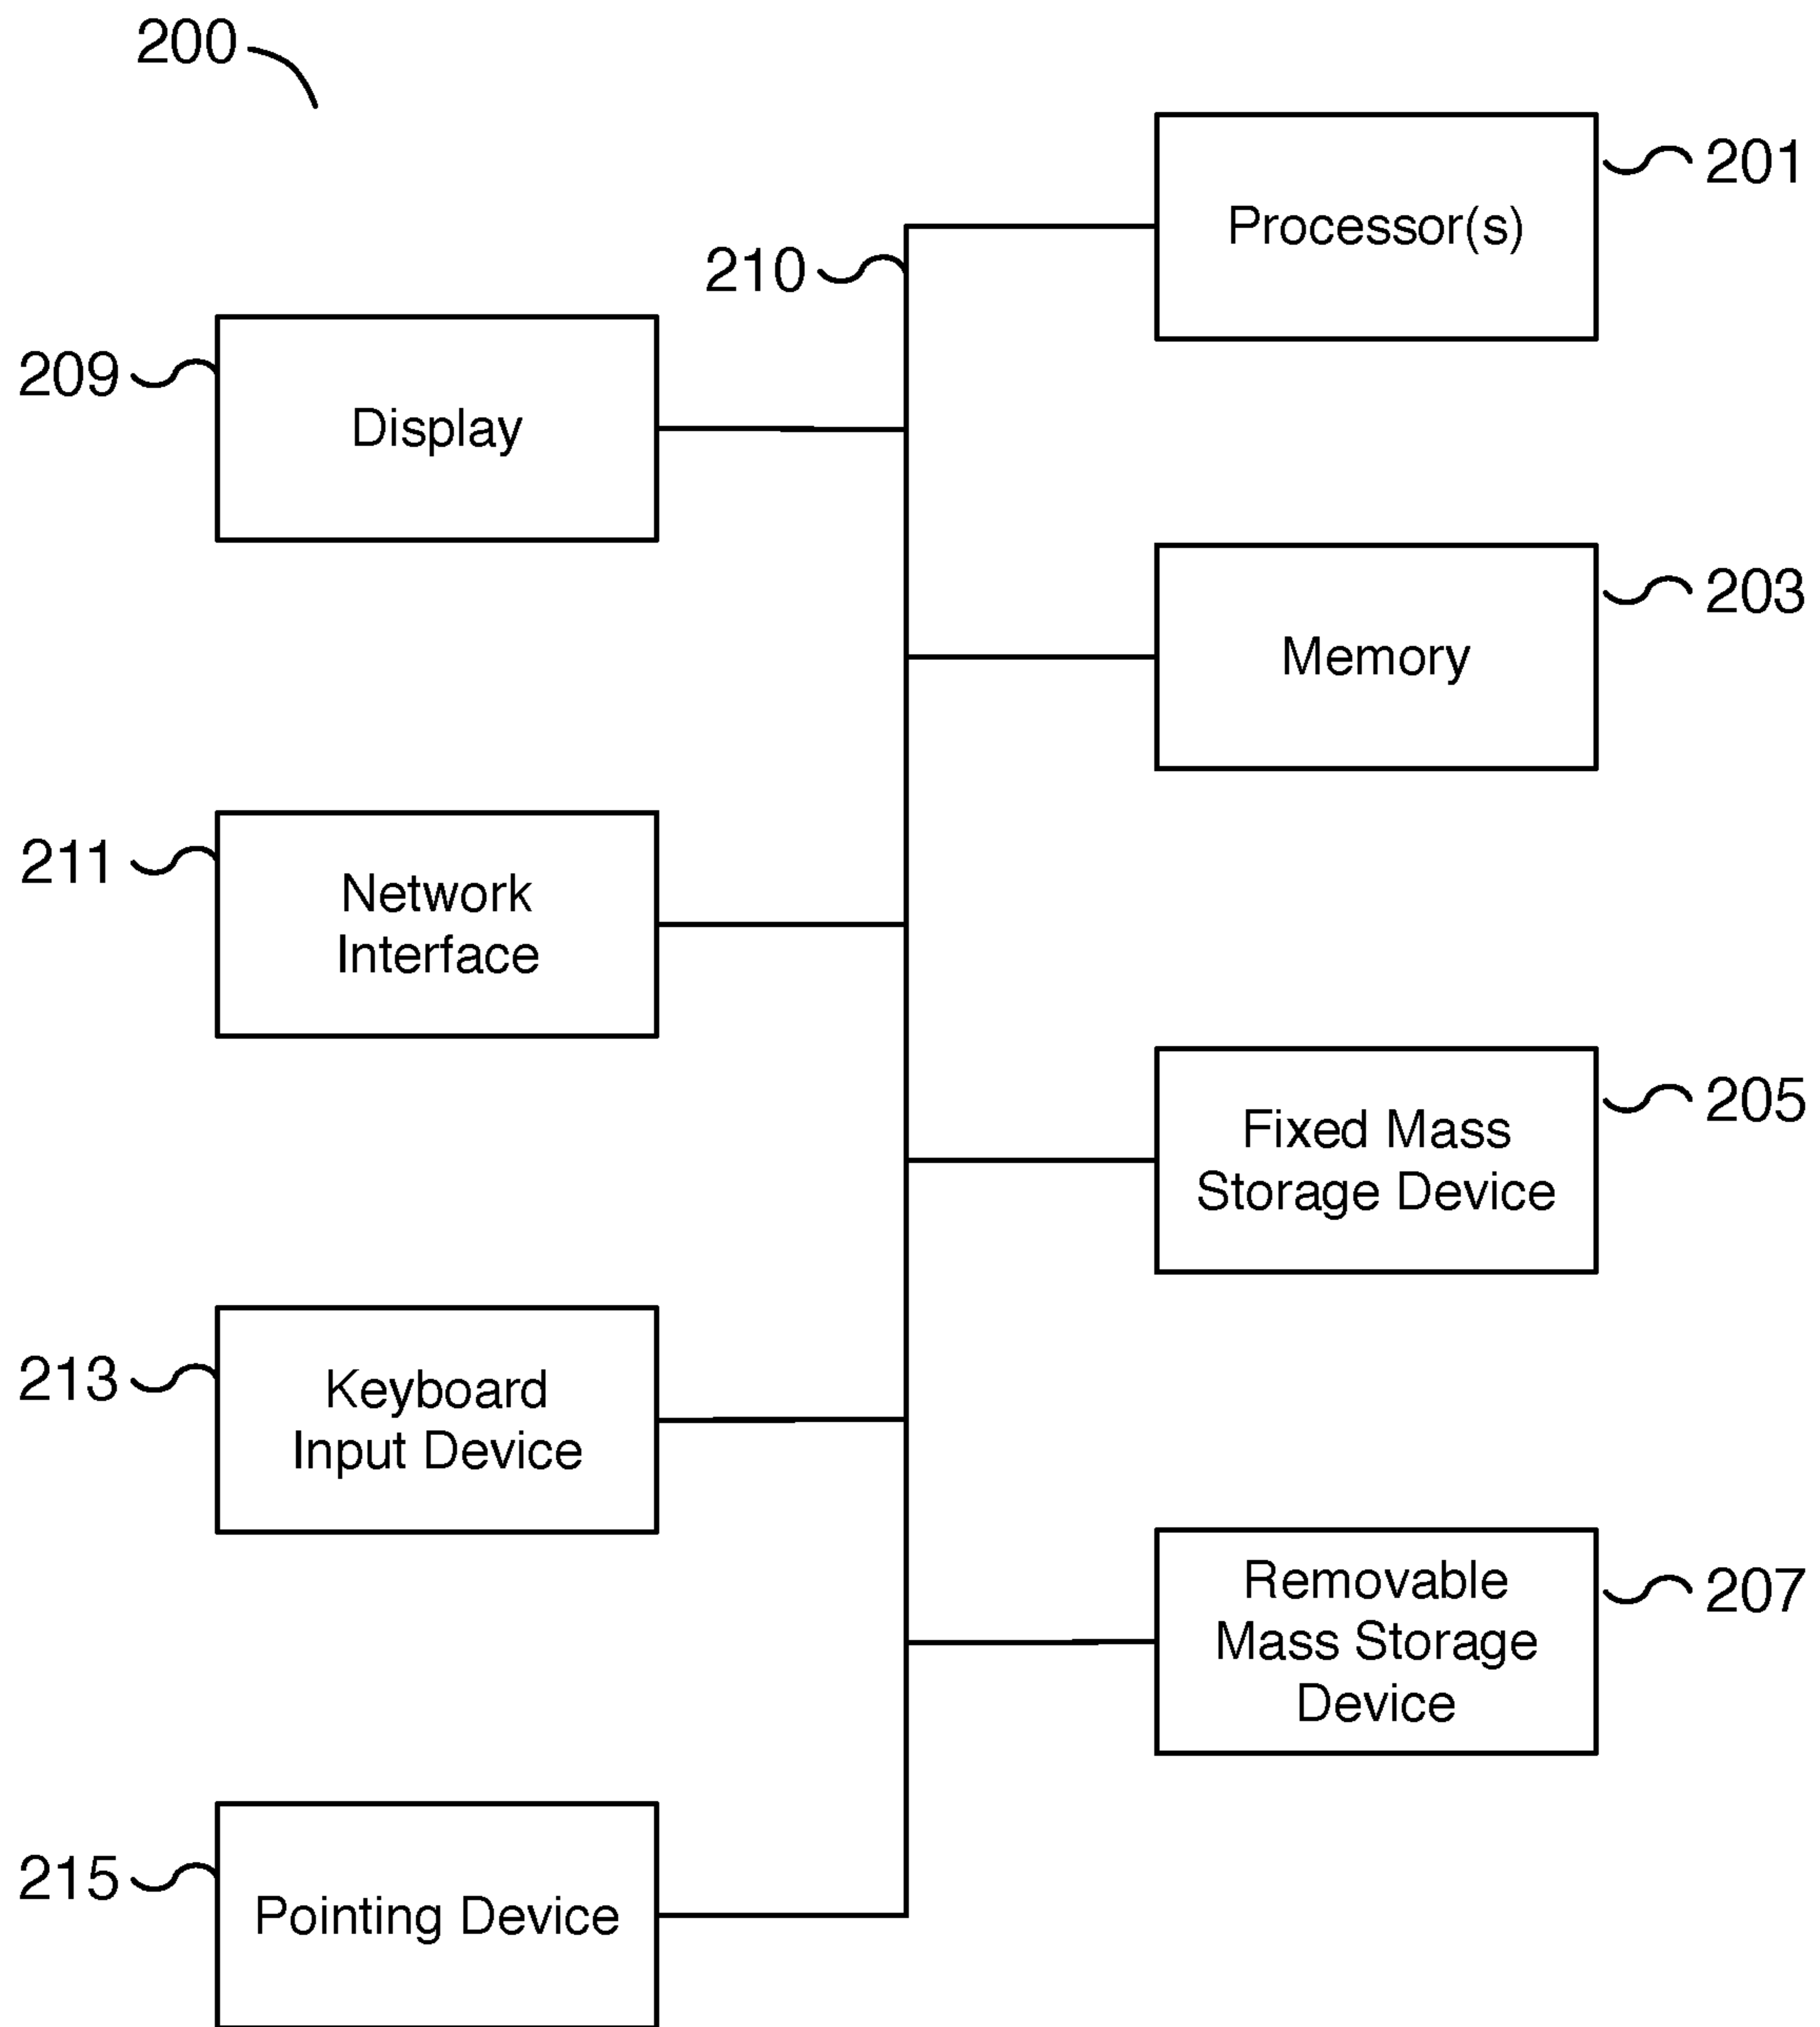 200
201
Processor(s)
210
209
Display
203
Memory
211
Network
Interface
205
Fixed Mass
Storage Device
213
Keyboard
Input Device
207
Removable
Mass Storage
Device
215
Pointing Device